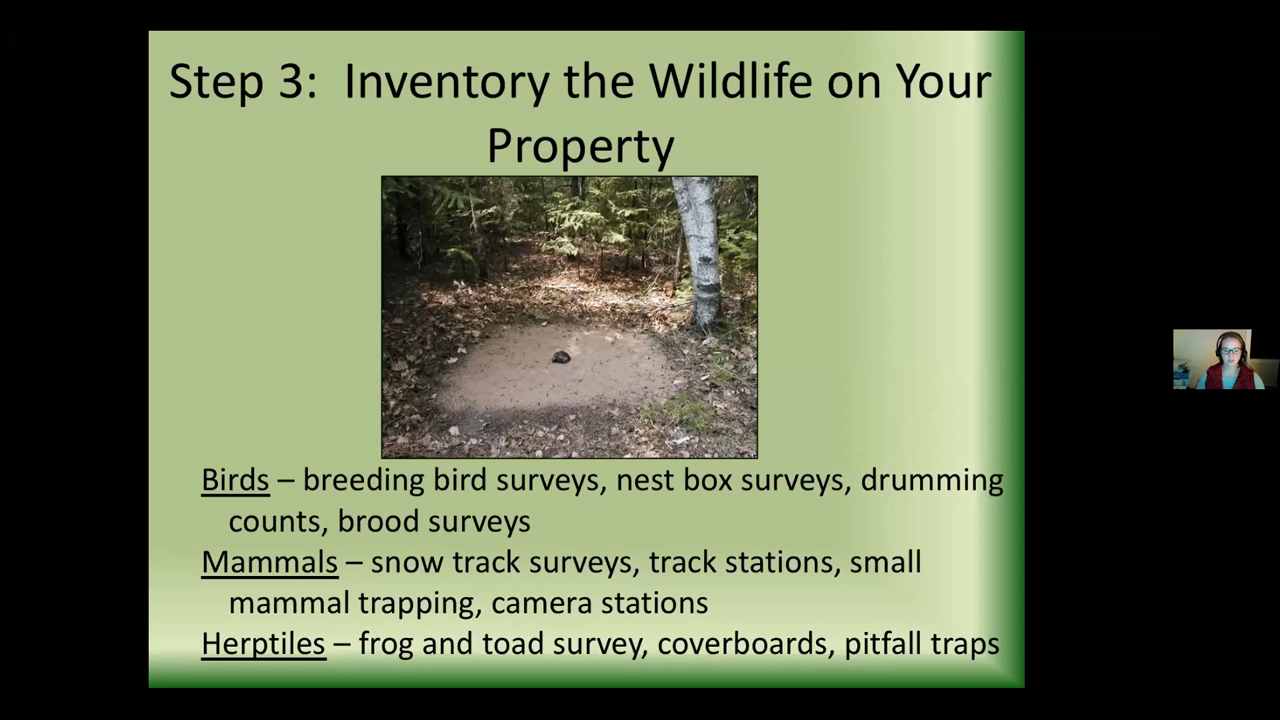 Step 3:  Inventory the Wildlife on Your
Property
Birds – breeding bird surveys, nest box surveys, drumming
counts, brood surveys
Mammals – snow track surveys, track stations, small
mammal trapping, camera stations
Herptiles – frog and toad survey, coverboards, pitfall traps